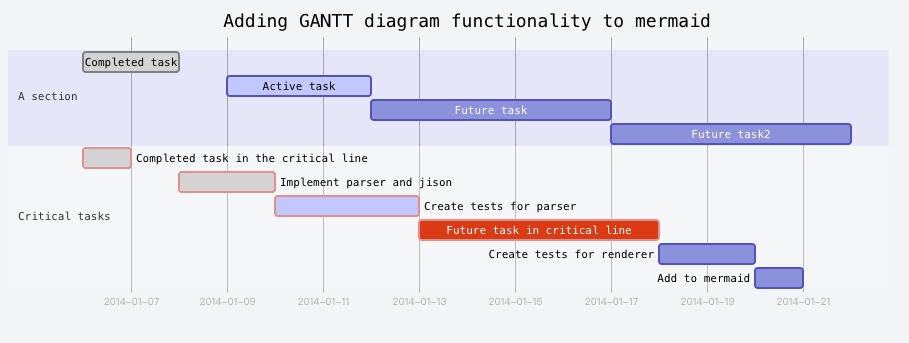 Adding GANTT diagram functionality to mermaid
Completed task
Active task
A section
Future task
Future task2
Completed task in the critical line
Implement parser and jison
Create tests for parser
Critical tasks
Future task in critical line
Create tests for renderer
Add to mermaid
2014-01-07 2014-01-09 2014-01-11 2014-01-13 2014-01-15 2014-01-17 2014-01-19 2014-01-21